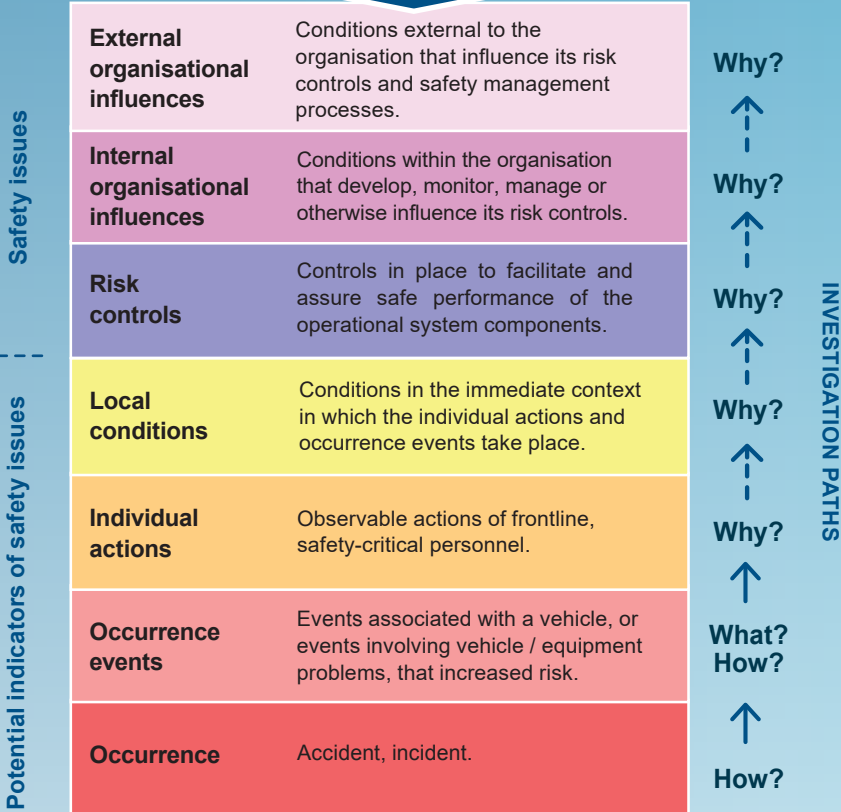 External
organisational
influences
Conditions external to the
organisation that influence its risk
controls and safety management
processes.
Why?
Internal
organisational
influences
Conditions within the organisation
that develop, monitor, manage or
otherwise influence its risk controls.
Why?
Risk
controls
Controls in place to facilitate and
assure safe performance of the
operational system components.
Why?
Local
conditions
Conditions in the immediate context
in which the individual actions and
occurrence events take place.
Why?
Individual
actions
Observable actions of frontline,
safety-critical personnel.
Why?
Occurrence
events
Events associated with a vehicle, or
events involving vehicle / equipment
problems, that increased risk.
What?
How?
Occurrence
Accident, incident.
How?
Safety issues
Potential indicators of safety issues
INVESTIGATION PATHS